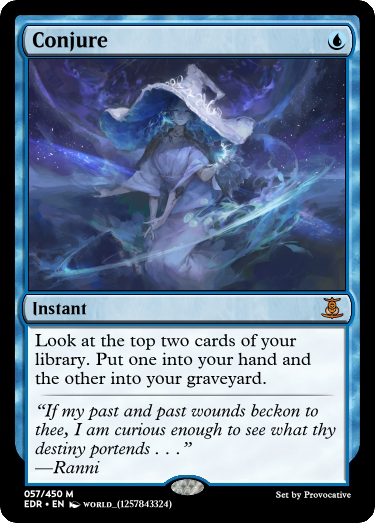 Conjure
Instant
Look at the top two cards of your
library. Put one into your hand and
the other into your graveyard.
“If my past and past wounds beckon to
thee, I am curious enough to see what thy
destiny portends . . .”
—Ranni
057/450 M
EDR • EN WORLD_(1257843324)
Set by Provocative